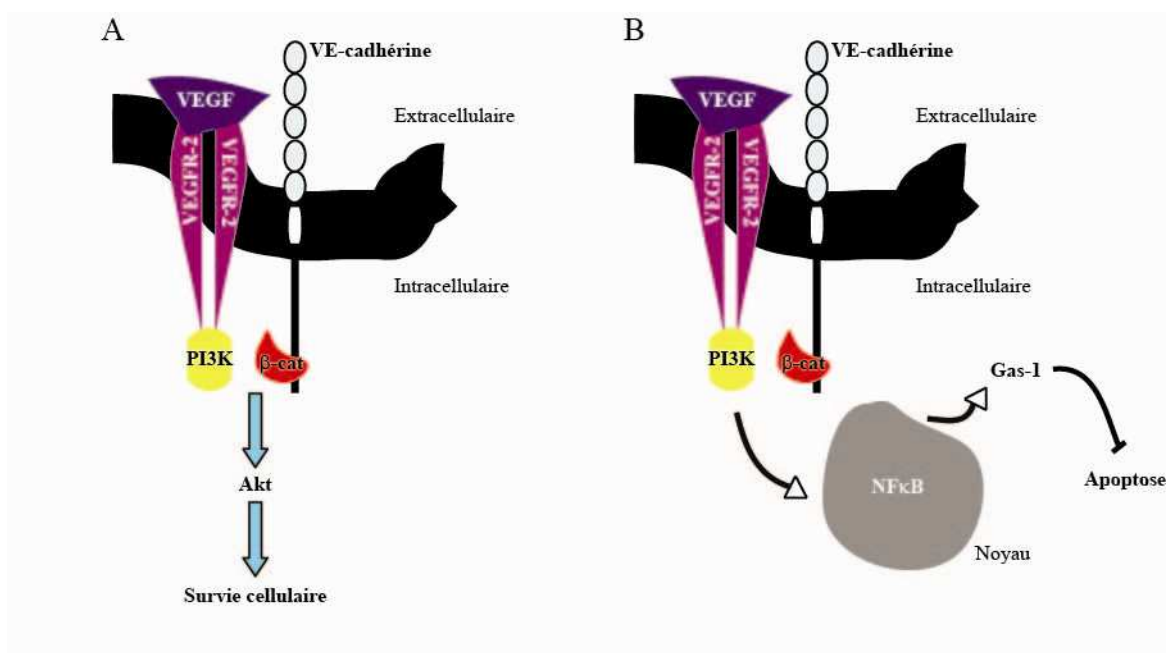 A
VE-cadhérine
VEGF
Extracellulaire
VEGFR-2
VEGFR-2
Intracellulaire
PI3K
β-cat
Akt
Survie cellulaire
B
VE-cadhérine
VEGF
Extracellulaire
VEGFR-2
VEGFR-2
Intracellulaire
PI3K
β-cat
Gas-1
NFκB
Apoptose
Noyau